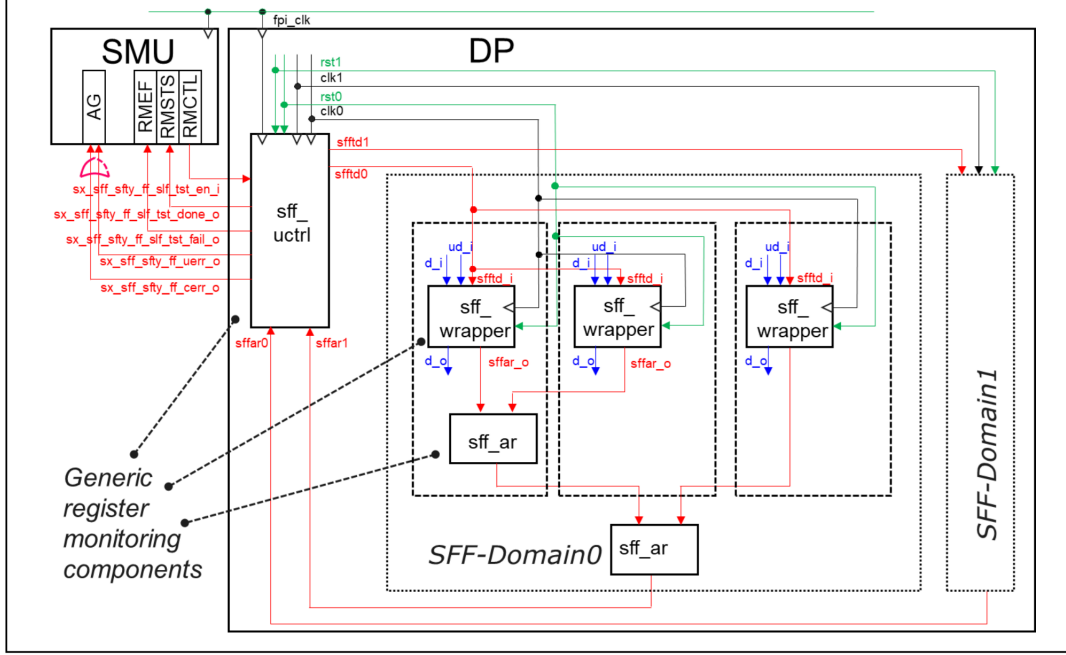 fpi_clk
SMU
DP
AG
RMEF
RMSTS
RMCTL
rst1
clk1
rst0
clk0
sfftd1
sfftd0
sx_sff_sfty_ff_slf_tst_en_i
sx_sff_sfty_ff_slf_tst_done_o
sx_sff_sfty_ff_slf_tst_fail_o
sx_sff_sfty_ff_uerr_o
sx_sff_sfty_ff_cerr_o
sff_
uctrl
sffar0
sffar1
ud_i
d_i
sfftd_i
sff_
wrapper
d_o
sffar_o
ud_i
d_i
sfftd_i
sff_
wrapper
d_o
sffar_o
ud_i
d_i
sfftd_i
sff_
wrapper
d_o
sff_ar
sff_ar
SFF-Domain0
SFF-Domain1
Generic
register
monitoring
components